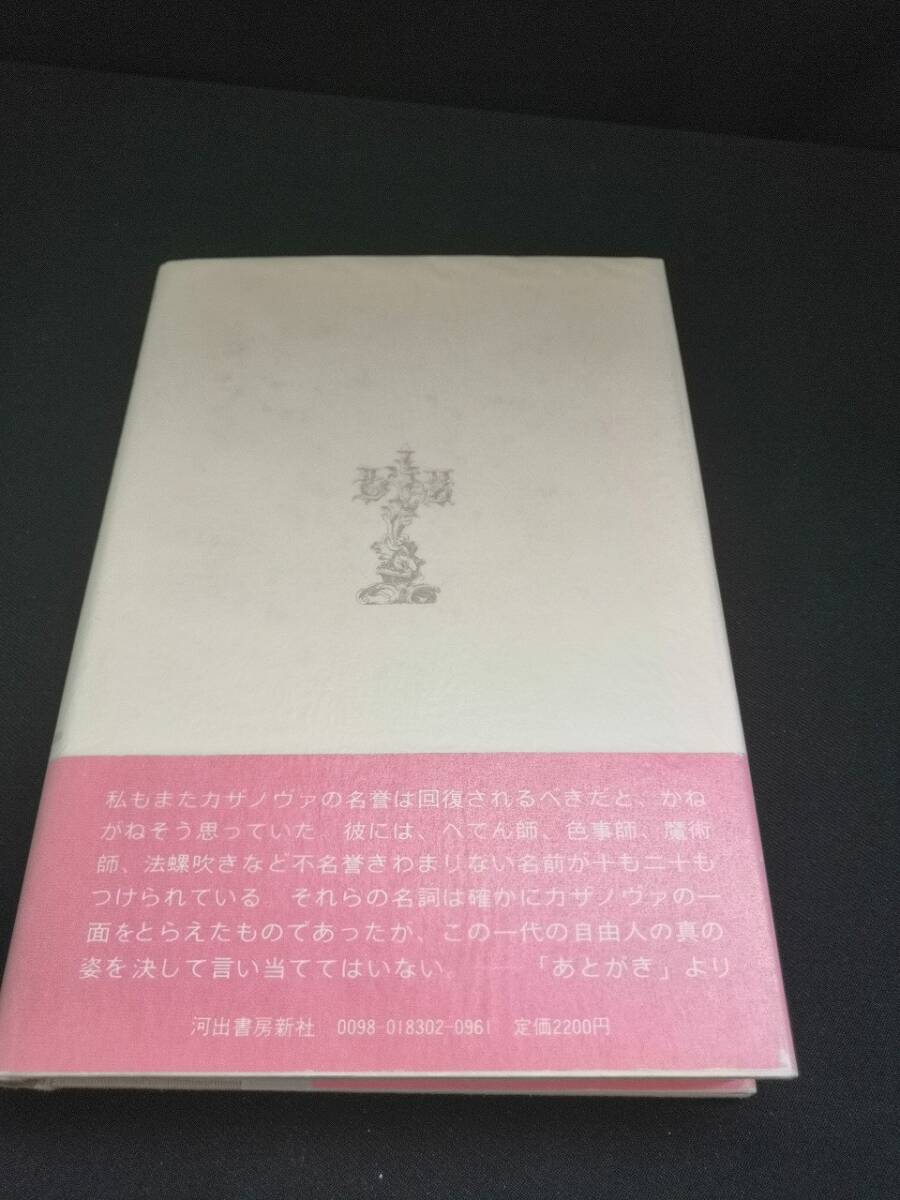 私もまたカザノヴァの名誉は回復されるべきだと、かね
がねそう思っていた。彼には、ぺてん師、色事師、魔術
師、法螺吹きなど不名誉きわまりない名前が十も二十も
つけられている。それらの名詞は確かにカザノヴァの一
面をとらえたものであったが、この一代の自由人の真の
姿を決して言い当ててはいない。——「あとがき」より
河出書房新社 0098-018302-0961 定価2200円